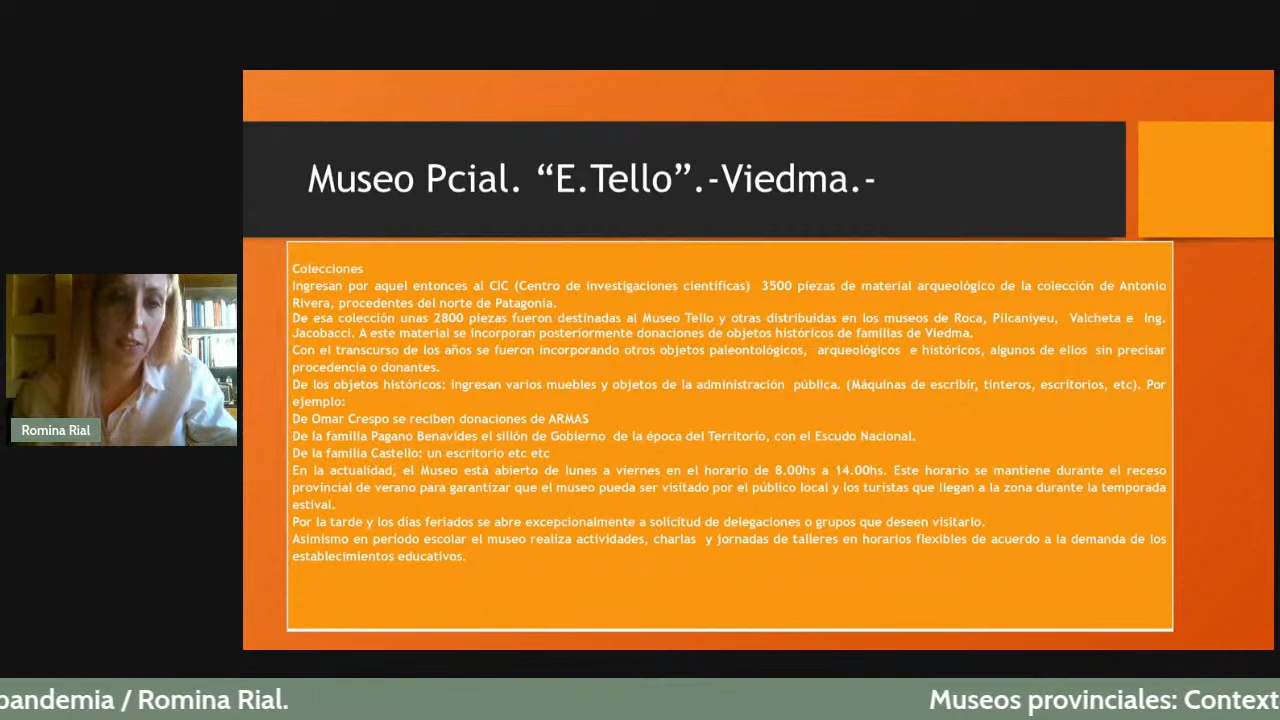 Museo Pcial. “E.Tello”.-Viedma.-
Colecciones
Ingresan por aquel entonces al CIC (Centro de investigaciones científicas) 3500 piezas de material arqueológico de la colección de Antonio
Rivera, procedentes del norte de Patagonia.
De esa colección unas 2800 piezas fueron destinadas al Museo Tello y otras distribuidas en los museos de Roca, Pilcaniyeu, Valcheta e Ing.
Jacobacci. A este material se incorporan posteriormente donaciones de objetos históricos de familias de Viedma.
Con el transcurso de los años se fueron incorporando otros objetos paleontológicos, arqueológicos e históricos, algunos de ellos sin precisar
procedencia o donantes.
De los objetos históricos: ingresan varios muebles y objetos de la administración pública. (Máquinas de escribir, tinteros, escritorios, etc). Por
ejemplo:
De Omar Crespo se reciben donaciones de ARMAS
De la familia Pagano Benavides el sillón de Gobierno de la época del Territorio, con el Escudo Nacional.
De la familia Castello: un escritorio etc etc
En la actualidad, el Museo está abierto de lunes a viernes en el horario de 8.00hs a 14.00hs. Este horario se mantiene durante el receso
provincial de verano para garantizar que el museo pueda ser visitado por el público local y los turistas que llegan a la zona durante la temporada
estival.
Por la tarde y los días feriados se abre excepcionalmente a solicitud de delegaciones o grupos que deseen visitarlo.
Asimismo en período escolar el museo realiza actividades, charlas y jornadas de talleres en horarios flexibles de acuerdo a la demanda de los
establecimientos educativos.
Romina Rial
pandemia / Romina Rial.
Museos provinciales: Context